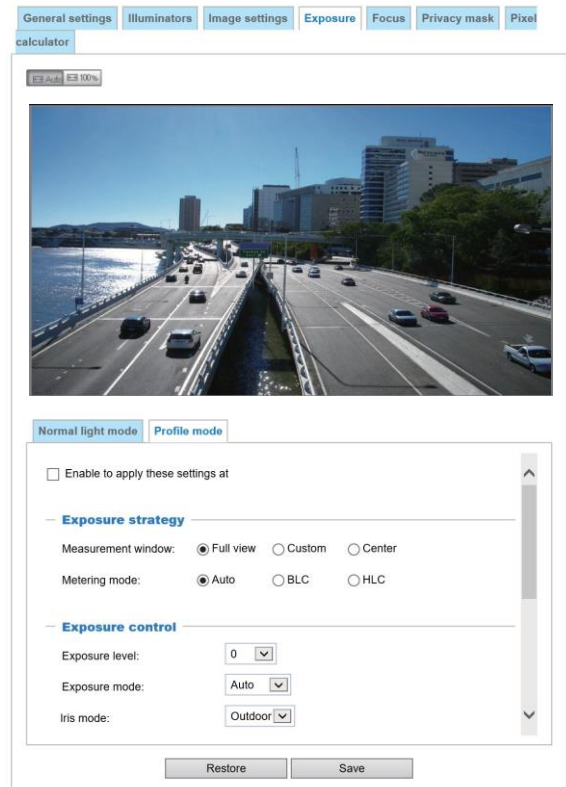 General settings Illuminators Image settings Exposure Focus Privacy mask Pixel
calculator
Auto 100%
Normal light mode Profile mode
Enable to apply these settings at
Exposure strategy
Measurement window: Full view Custom Center
Metering mode: Auto BLC HLC
Exposure control
Exposure level: 0
Exposure mode: Auto
Iris mode: Outdoor
Restore Save